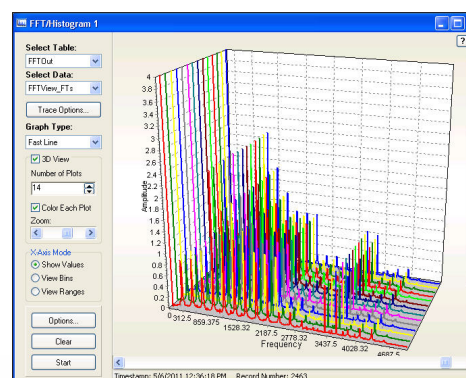 FFT/Histogram 1
Select Table:
FFTOut
Select Data:
FFTView_FTs
Trace Options...
Graph Type:
Fast Line
3D View
Number of Plots
14
Color Each Plot
Zoom:
X-Axis Mode
Show Values
View Bins
View Ranges
Options...
Clear
Start
?
4
3.8
3.6
3.4
3.2
3
2.8
2.6
2.4
2.2
2
1.8
1.6
1.4
1.2
1
0.8
0.6
0.4
0.2
0
Amplitude
0
312.5
859.375
1528.32
2187.5
2778.32
3437.5
4028.32
4687.5
Frequency
Timestamp: 5/6/2011 12:36:18 PM Record Number: 2463